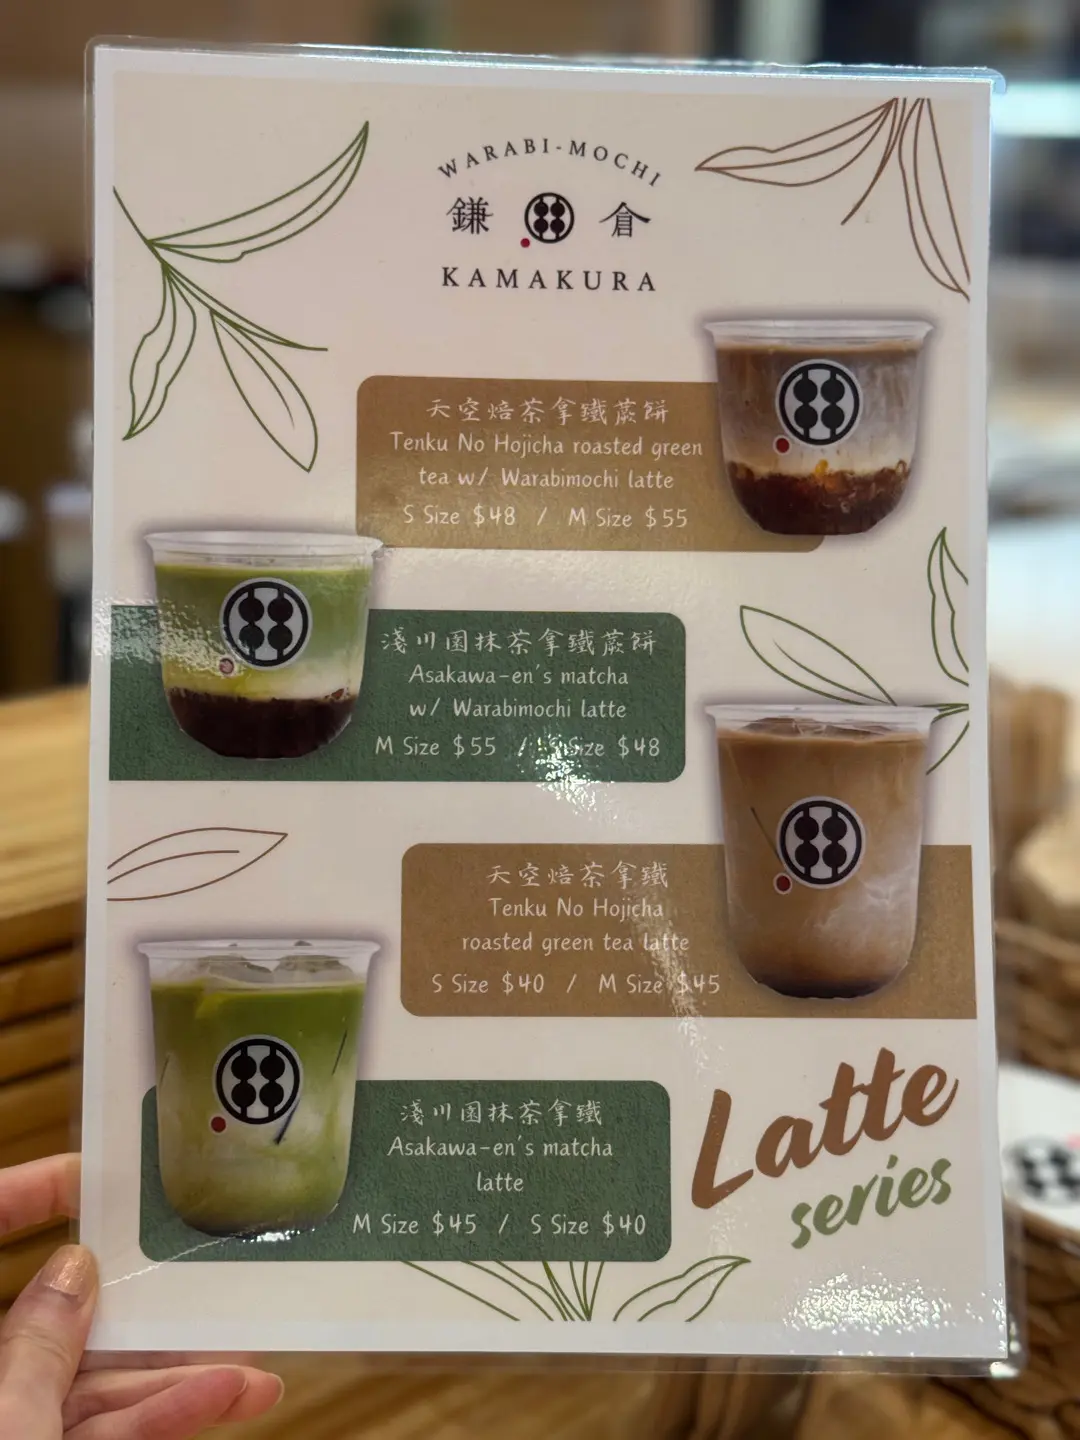 WARABI-MOCHI
鎌倉
KAMAKURA
天空焙茶拿鐵蕨餅
Tenku No Hojicha roasted green
tea w/ Warabimochi latte
S Size $48 / M Size $55
淺川園抹茶拿鐵蕨餅
Asakawa-en's matcha
w/ Warabimochi latte
M Size $55 / S Size $48
天空焙茶拿鐵
Tenku No Hojicha
roasted green tea latte
S Size $40 / M Size $45
淺川園抹茶拿鐵
Asakawa-en's matcha
latte
M Size $45 / S Size $40
Latte
series